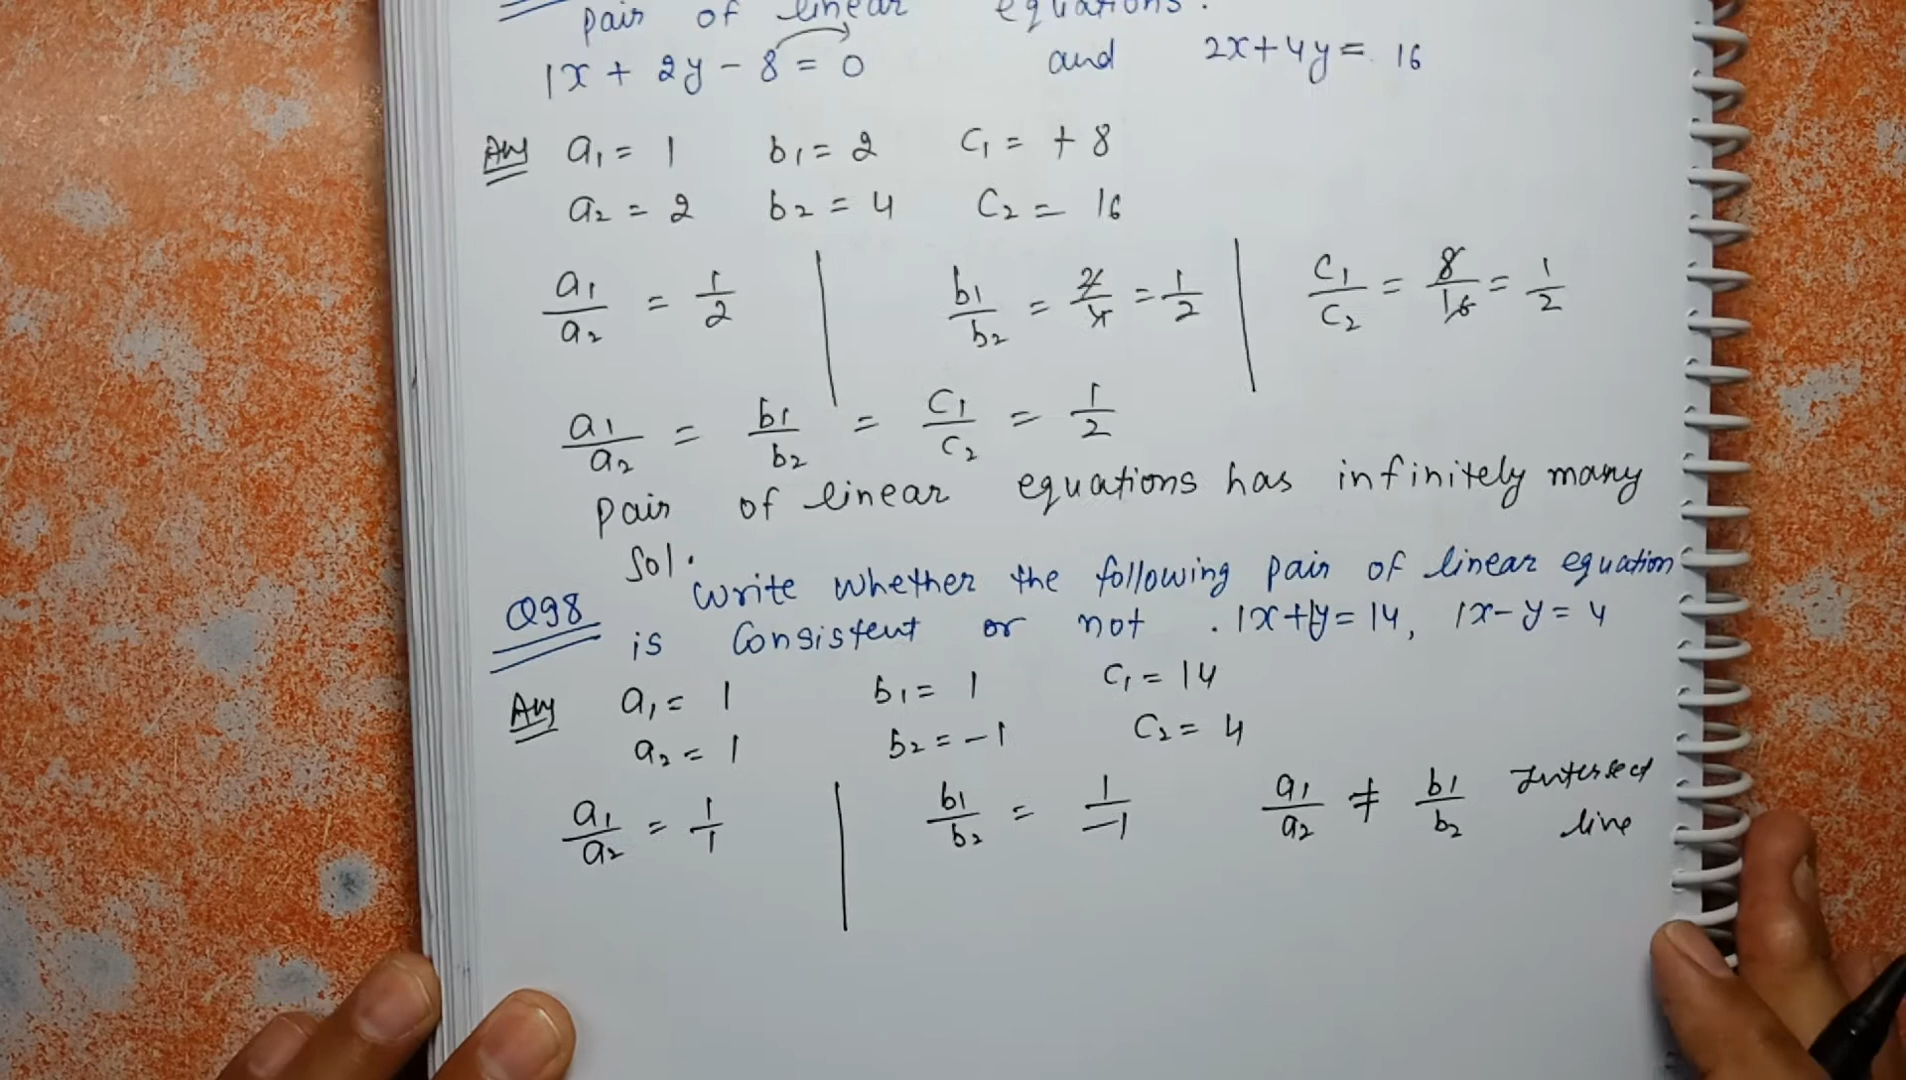 pair of linear equations.
1x + 2y - 8 = 0 and 2x+4y = 16
Ans a₁ = 1 b₁ = 2 C₁ = + 8
a₂ = 2 b₂ = 4 C₂ = 16
a₁/a₂ = 1/2 | b₁/b₂ = 2/4 = 1/2 | C₁/C₂ = 8/16 = 1/2
a₁/a₂ = b₁/b₂ = C₁/C₂ = 1/2
Pair of linear equations has infinitely many
Sol.
Q98 Write whether the following pair of linear equation
is Consistent or not . 1x+1y = 14, 1x- y = 4
Ans a₁ = 1 b₁ = 1 C₁ = 14
a₂ = 1 b₂ = -1 C₂ = 4
a₁/a₂ = 1/1 | b₁/b₂ = 1/-1 a₁/a₂ ≠ b₁/b₂ Intersect
line